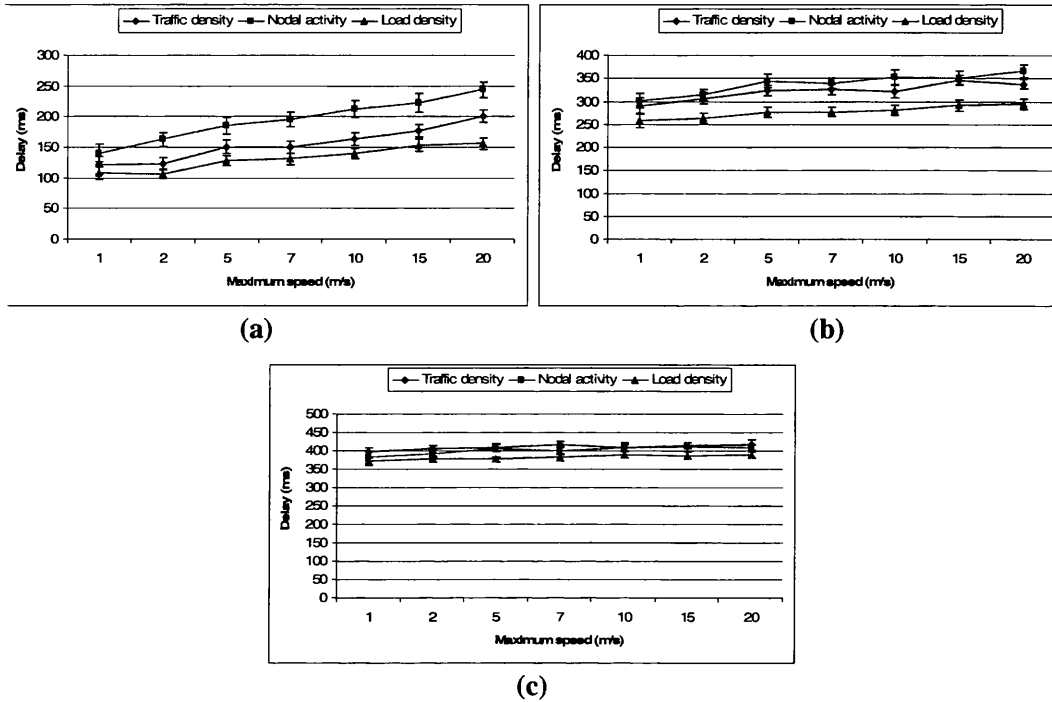 (a)
Traffic density Nodal activity Load density
300
250
200
150
100
50
0
Delay (ms)
1 2 5 7 10 15 20
Maximum speed (m/s)
(b)
Traffic density Nodal activity Load density
400
350
300
250
200
150
100
50
0
Delay (ms)
1 2 5 7 10 15 20
Maximum speed (m/s)
(a)
(b)
Traffic density Nodal activity Load density
500
450
400
350
300
250
200
150
100
50
0
Delay (ms)
1 2 5 7 10 15 20
Maximum speed (m/s)
(c)